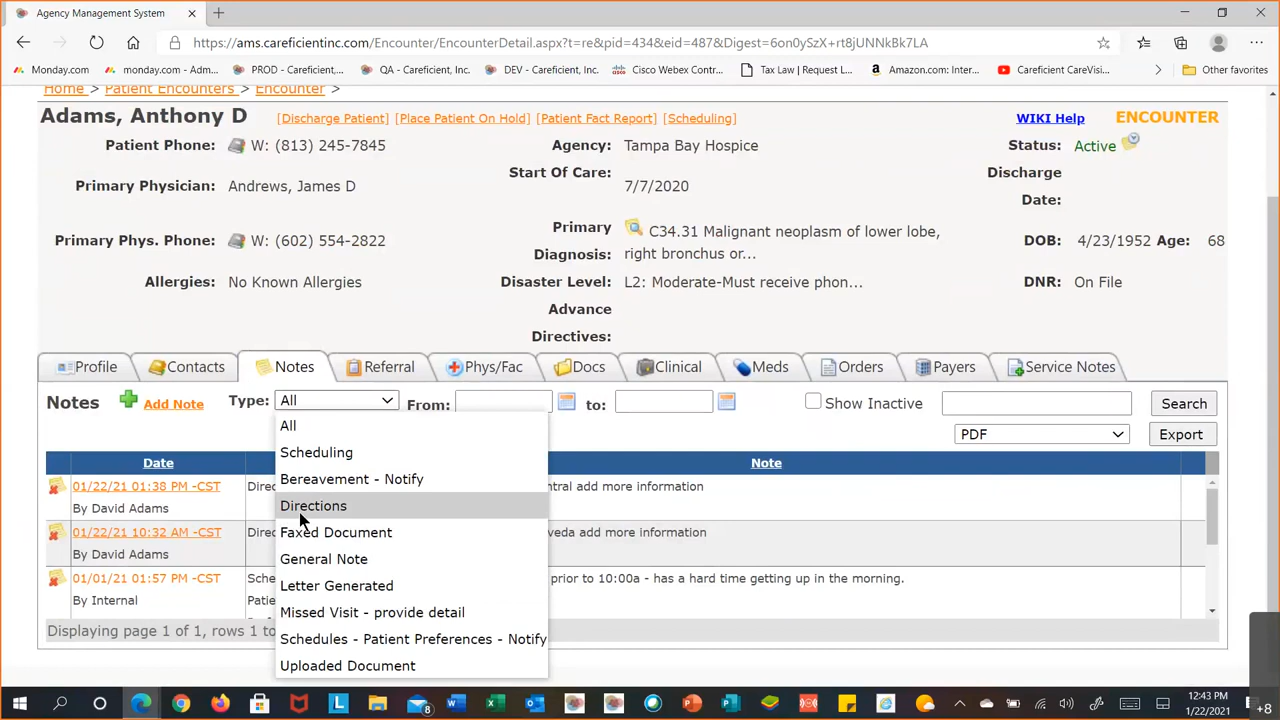 Agency Management System
https://ams.careficientinc.com/Encounter/EncounterDetail.aspx?t=re&pid=434&eid=487&Digest=6on0ySzX+rt8jUNNkBk7LA
Monday.com
monday.com - Adm...
PROD - Careficient,...
QA - Careficient, Inc.
DEV - Careficient, In...
Cisco Webex Contr...
Tax Law | Request L...
Amazon.com: Inter...
Careficient CareVisi...
Other favorites
Home > Patient Encounters > Encounter >
Adams, Anthony D [Discharge Patient] [Place Patient On Hold] [Patient Fact Report] [Scheduling] WIKI Help ENCOUNTER
Patient Phone: W: (813) 245-7845 Agency: Tampa Bay Hospice Status: Active
Primary Physician: Andrews, James D Start Of Care: 7/7/2020 Discharge Date:
Primary Phys. Phone: W: (602) 554-2822 Primary Diagnosis: C34.31 Malignant neoplasm of lower lobe, right bronchus or... DOB: 4/23/1952 Age: 68
Allergies: No Known Allergies Disaster Level: L2: Moderate-Must receive phon... DNR: On File
Advance Directives:
Profile Contacts Notes Referral Phys/Fac Docs Clinical Meds Orders Payers Service Notes
Notes Add Note Type: All From: to: Show Inactive Search
PDF Export
All
Scheduling
Bereavement - Notify
Directions
Faxed Document
General Note
Letter Generated
Missed Visit - provide detail
Schedules - Patient Preferences - Notify
Uploaded Document
Date Note
01/22/21 01:38 PM -CST
By David Adams
add more information
01/22/21 10:32 AM -CST
By David Adams
add more information
01/01/21 01:57 PM -CST
By Internal
prior to 10:00a - has a hard time getting up in the morning.
Displaying page 1 of 1, rows 1 to
8
12:43 PM
1/22/2021
+8